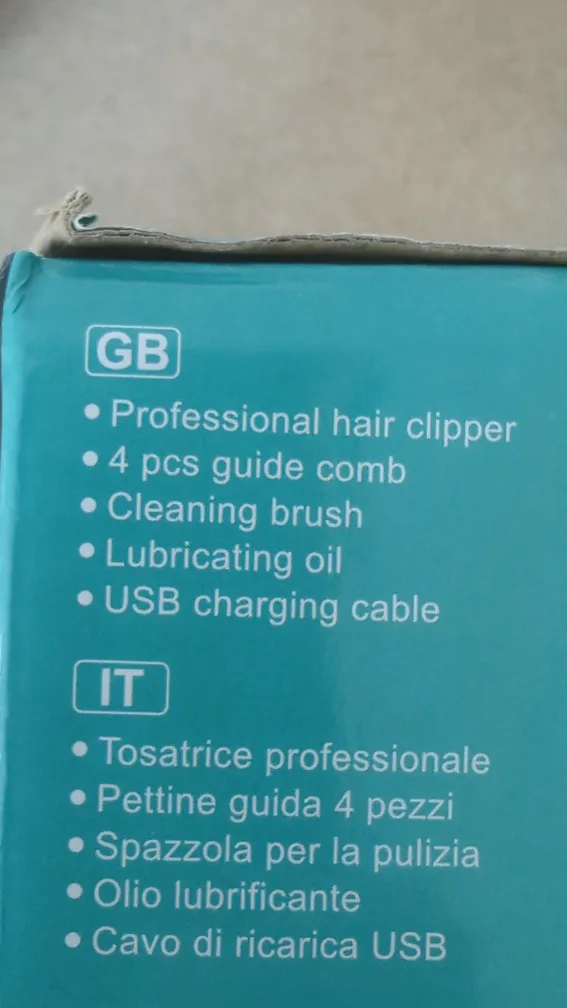 GB
• Professional hair clipper
• 4 pcs guide comb
• Cleaning brush
• Lubricating oil
• USB charging cable
IT
• Tosatrice professionale
• Pettine guida 4 pezzi
• Spazzola per la pulizia
• Olio lubrificante
• Cavo di ricarica USB